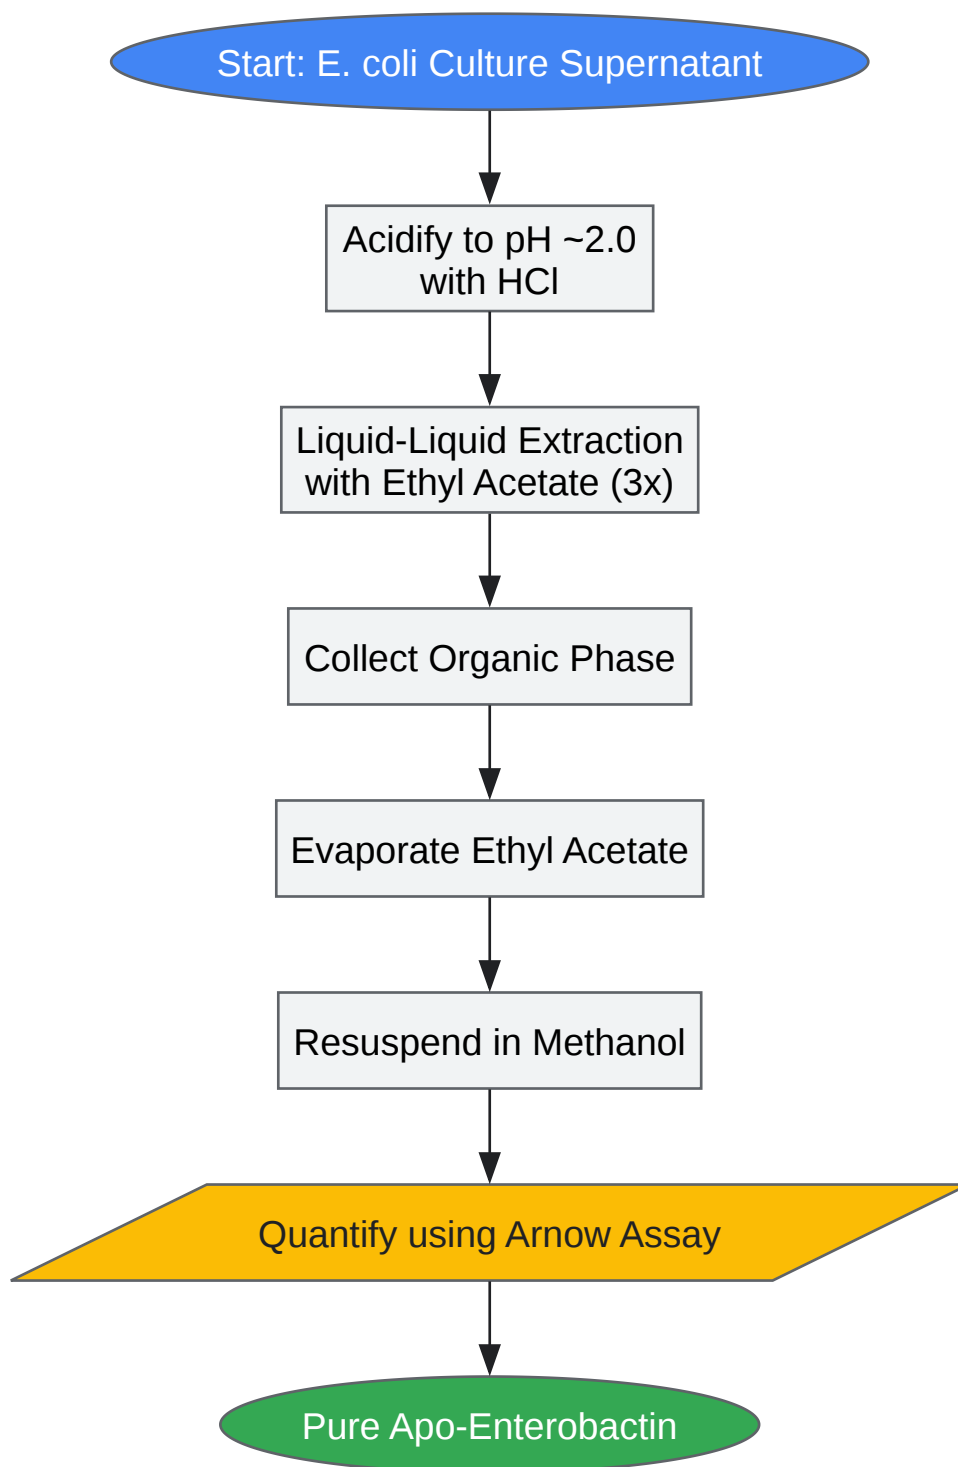 Start: E. coli Culture Supernatant
Acidify to pH ~2.0
with HCl
Liquid-Liquid Extraction
with Ethyl Acetate (3x)
Collect Organic Phase
Evaporate Ethyl Acetate
Resuspend in Methanol
Quantify using Arnow Assay
Pure Apo-Enterobactin